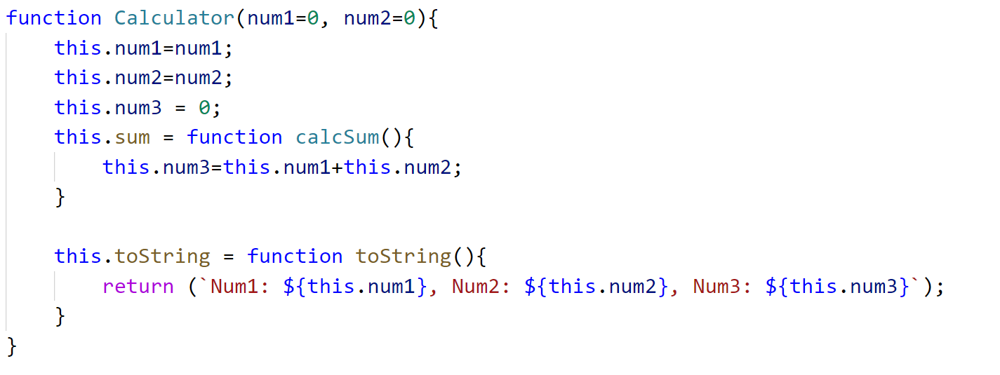 function Calculator(num1=0, num2=0){
    this.num1=num1;
    this.num2=num2;
    this.num3 = 0;
    this.sum = function calcSum(){
        this.num3=this.num1+this.num2;
    }

    this.toString = function toString(){
        return (`Num1: ${this.num1}, Num2: ${this.num2}, Num3: ${this.num3}`);
    }
}